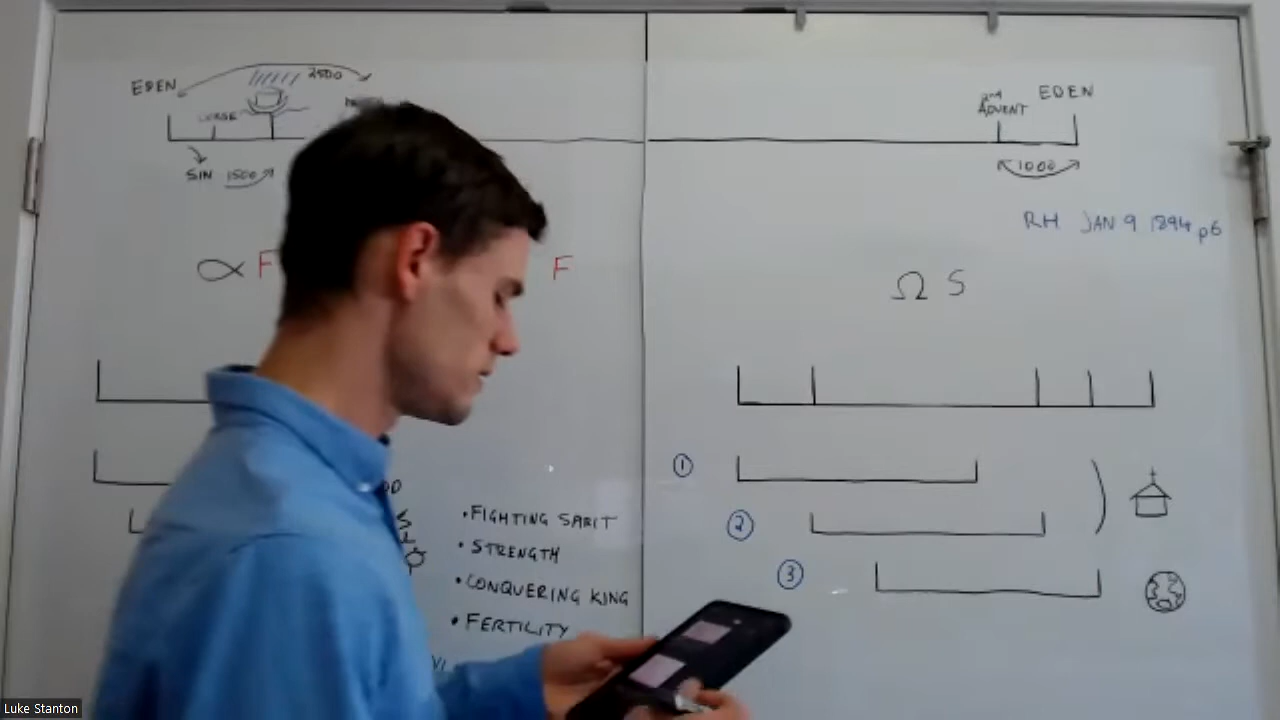 EDEN
2500
SIN 1500
2nd
ADVENT
EDEN
1000
RH JAN 9 1894 p6
∝ F
F
Ω S
1
2
3
• FIGHTING SPIRIT
• STRENGTH
• CONQUERING KING
• FERTILITY
Luke Stanton